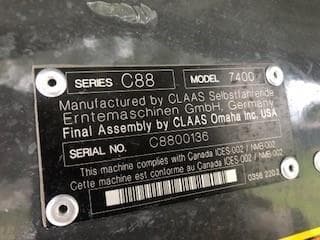 SERIES C88 MODEL 7400
Manufactured by CLAAS Selbstfahrende
Erntemaschinen GmbH, Germany
Final Assembly by CLAAS Omaha Inc. USA
SERIAL NO. C8800136
This machine complies with Canada ICES-002 / NMB-002
Cette machine est conforme au Canada ICES-002 / NMB-002
0356 220 2